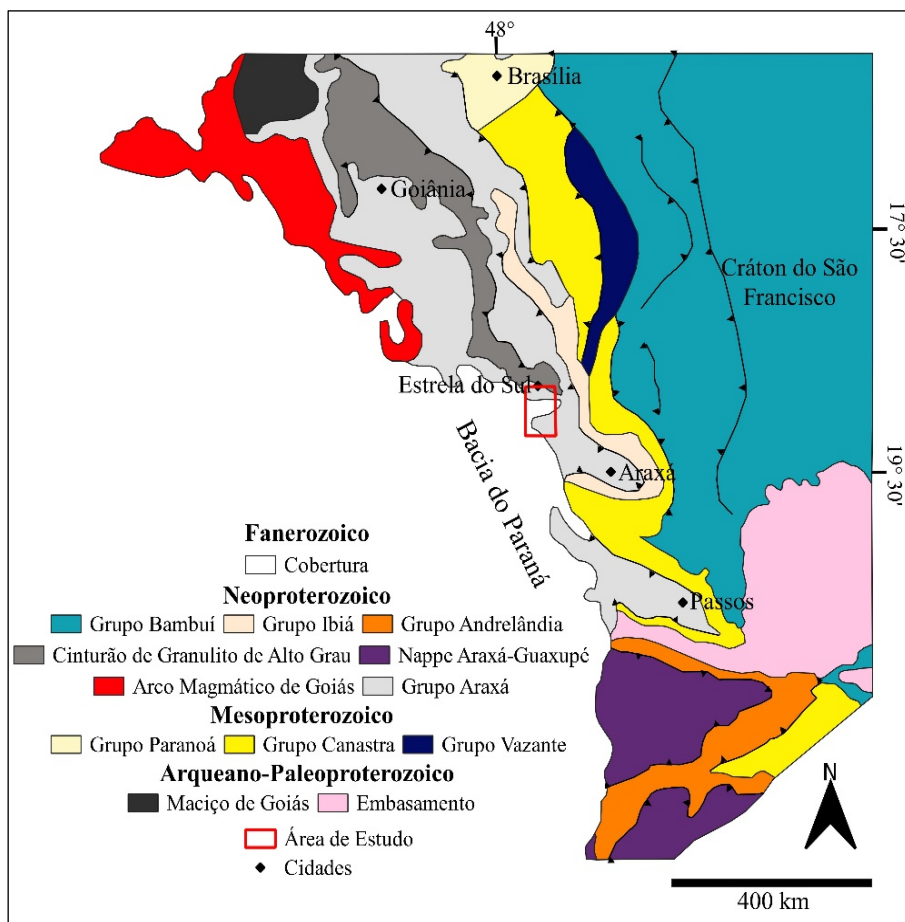 48°
Brasília
Goiânia
17° 30'
Cráton do São
Francisco
Estrela do Sul
Bacia do Paraná
Araxá
19° 30'
Passos
Fanerozoico
Cobertura
Neoproterozoico
Grupo Bambuí Grupo Ibiá Grupo Andrelândia
Cinturão de Granulito de Alto Grau Nappe Araxá-Guaxupé
Arco Magmático de Goiás Grupo Araxá
Mesoproterozoico
Grupo Paranoá Grupo Canastra Grupo Vazante
Arqueano-Paleoproterozoico
Maciço de Goiás Embasamento
Área de Estudo
Cidades
N
400 km